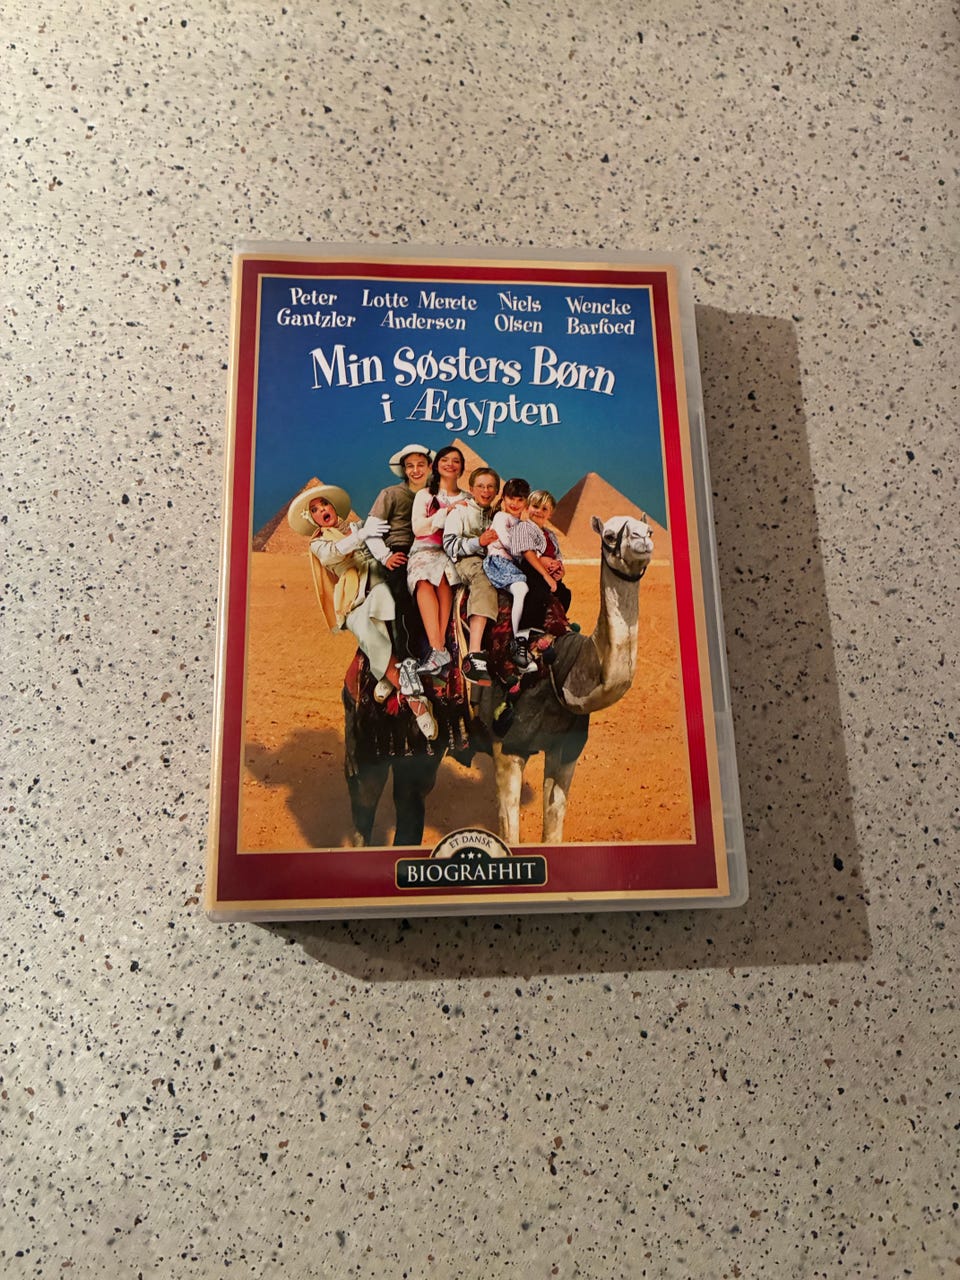 Peter Lotte Merete Niels Wencke
Gantzler Andersen Olsen Barfoed
Min Søsters Børn
i Ægypten
ET DANSK
BIOGRAFHIT